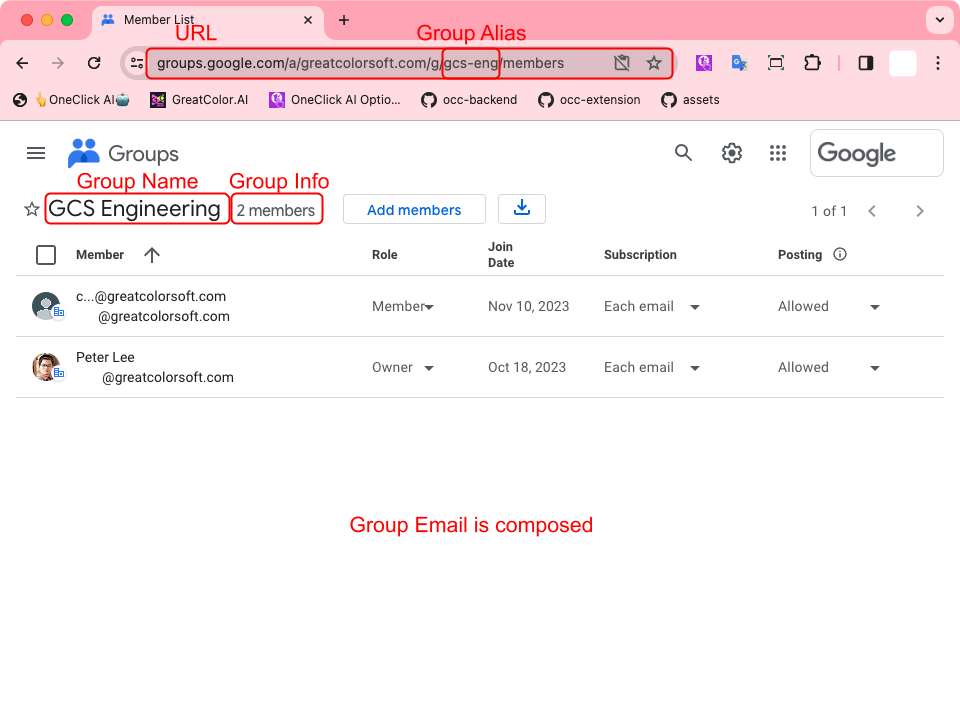 Member List
URL
Group Alias
groups.google.com/a/greatcolorsoft.com/g/gcs-eng/members
👆OneClick AI🤖
GreatColor.AI
OneClick AI Optio...
occ-backend
occ-extension
assets
Groups
Google
Group Name
Group Info
GCS Engineering
2 members
Add members
1 of 1
Member
Role
Join
Date
Subscription
Posting
c...@greatcolorsoft.com
@greatcolorsoft.com
Member
Nov 10, 2023
Each email
Allowed
Peter Lee
@greatcolorsoft.com
Owner
Oct 18, 2023
Each email
Allowed
Group Email is composed